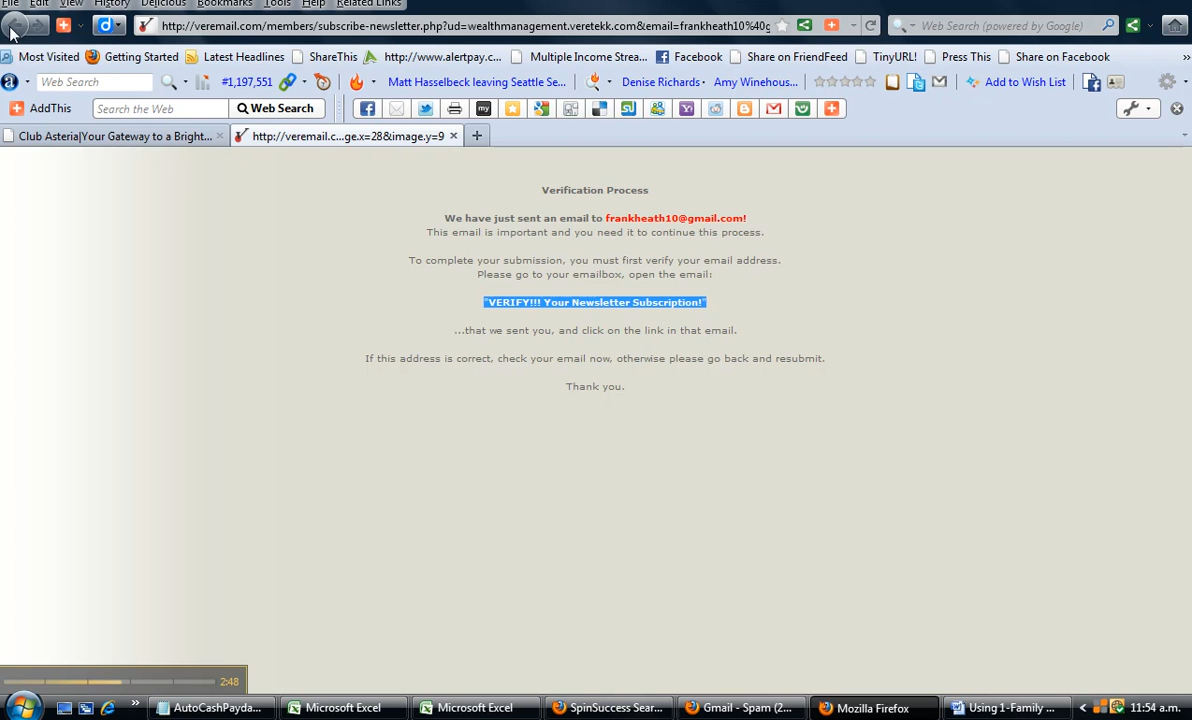 File Edit View History Delicious Bookmarks Tools Help Related Links
http://veremail.com/members/subscribe-newsletter.php?ud=wealthmanagement.veretekk.com&email=frankheath10%40g
Web Search (powered by Google)
Most Visited Getting Started Latest Headlines ShareThis http://www.alertpay.c... Multiple Income Strea... Facebook Share on FriendFeed TinyURL! Press This Share on Facebook »
Web Search #1,197,551 Matt Hasselbeck leaving Seattle Se... Denise Richards Amy Winehous... Add to Wish List
AddThis Search the Web Web Search
Club Asteria|Your Gateway to a Bright... http://veremail.c...ge.x=28&image.y=9
Verification Process
We have just sent an email to frankheath10@gmail.com!
This email is important and you need it to continue this process.
To complete your submission, you must first verify your email address.
Please go to your emailbox, open the email:
"VERIFY!!! Your Newsletter Subscription!"
...that we sent you, and click on the link in that email.
If this address is correct, check your email now, otherwise please go back and resubmit.
Thank you.
2:48
AutoCashPayda... Microsoft Excel Microsoft Excel SpinSuccess Sear... Gmail - Spam (2... Mozilla Firefox Using 1-Family ... 11:54 a.m.